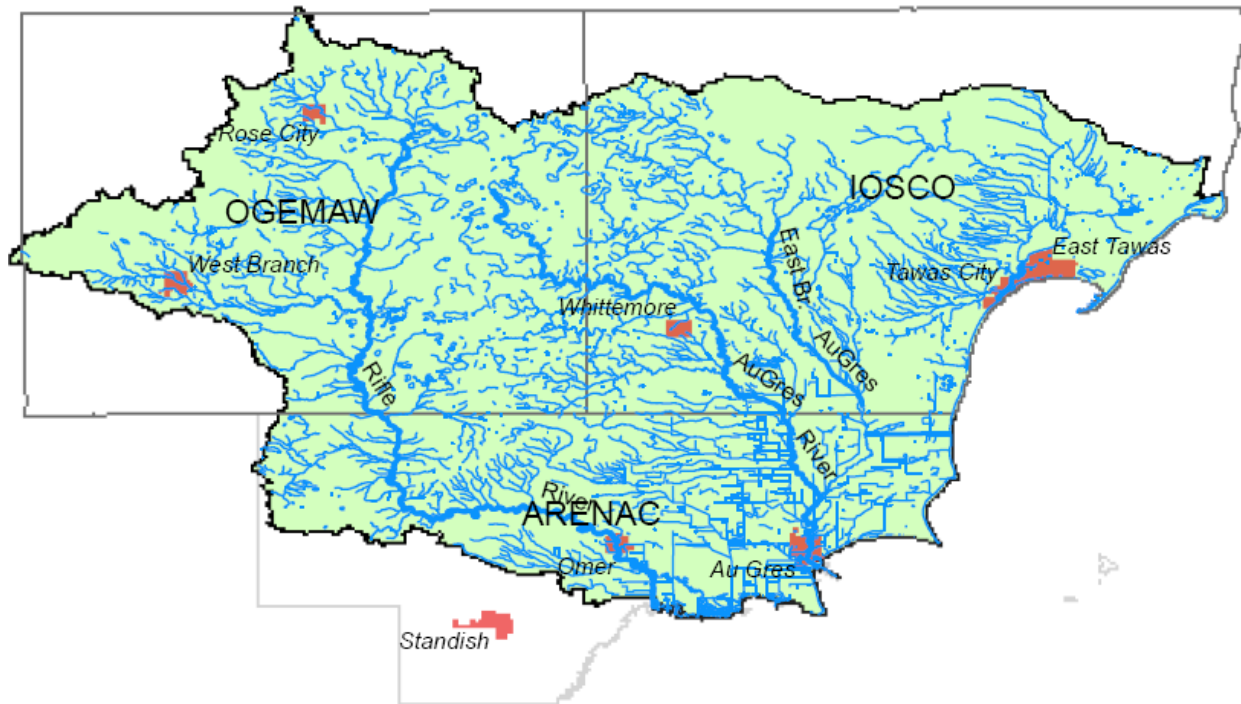 Rose City
OGEMAW
IOSCO
West Branch
East Br.
East Tawas
Tawas City
Whittemore
AuGres
AuGres
Rifle
River
River
ARENAC
Omer
Au Gres
Standish